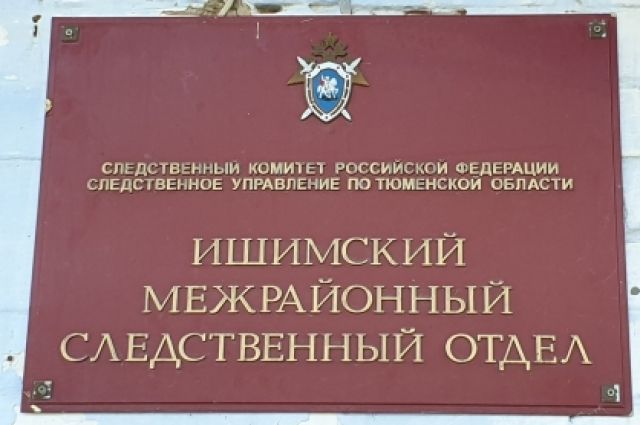 СЛЕДСТВЕННЫЙ КОМИТЕТ РОССИЙСКОЙ ФЕДЕРАЦИИ
СЛЕДСТВЕННОЕ УПРАВЛЕНИЕ ПО ТЮМЕНСКОЙ ОБЛАСТИ
ИШИМСКИЙ
МЕЖРАЙОННЫЙ
СЛЕДСТВЕННЫЙ ОТДЕЛ